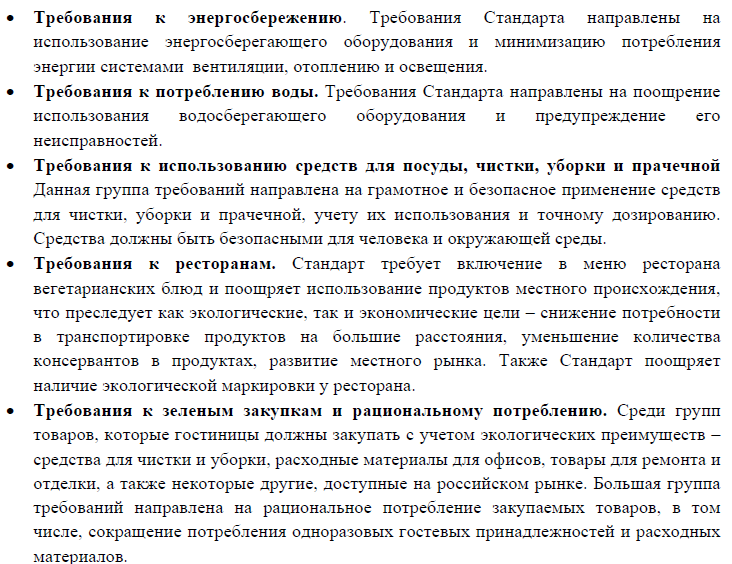 • Требования к энергосбережению. Требования Стандарта направлены на
использование энергосберегающего оборудования и минимизацию потребления
энергии системами вентиляции, отоплению и освещения.
• Требования к потреблению воды. Требования Стандарта направлены на поощрение
использования водосберегающего оборудования и предупреждение его
неисправностей.
• Требования к использованию средств для посуды, чистки, уборки и прачечной
Данная группа требований направлена на грамотное и безопасное применение средств
для чистки, уборки и прачечной, учету их использования и точному дозированию.
Средства должны быть безопасными для человека и окружающей среды.
• Требования к ресторанам. Стандарт требует включение в меню ресторана
вегетарианских блюд и поощряет использование продуктов местного происхождения,
что преследует как экологические, так и экономические цели – снижение потребности
в транспортировке продуктов на большие расстояния, уменьшение количества
консервантов в продуктах, развитие местного рынка. Также Стандарт поощряет
наличие экологической маркировки у ресторана.
• Требования к зеленым закупкам и рациональному потреблению. Среди групп
товаров, которые гостиницы должны закупать с учетом экологических преимуществ –
средства для чистки и уборки, расходные материалы для офисов, товары для ремонта и
отделки, а также некоторые другие, доступные на российском рынке. Большая группа
требований направлена на рациональное потребление закупаемых товаров, в том
числе, сокращение потребления одноразовых гостевых принадлежностей и расходных
материалов.